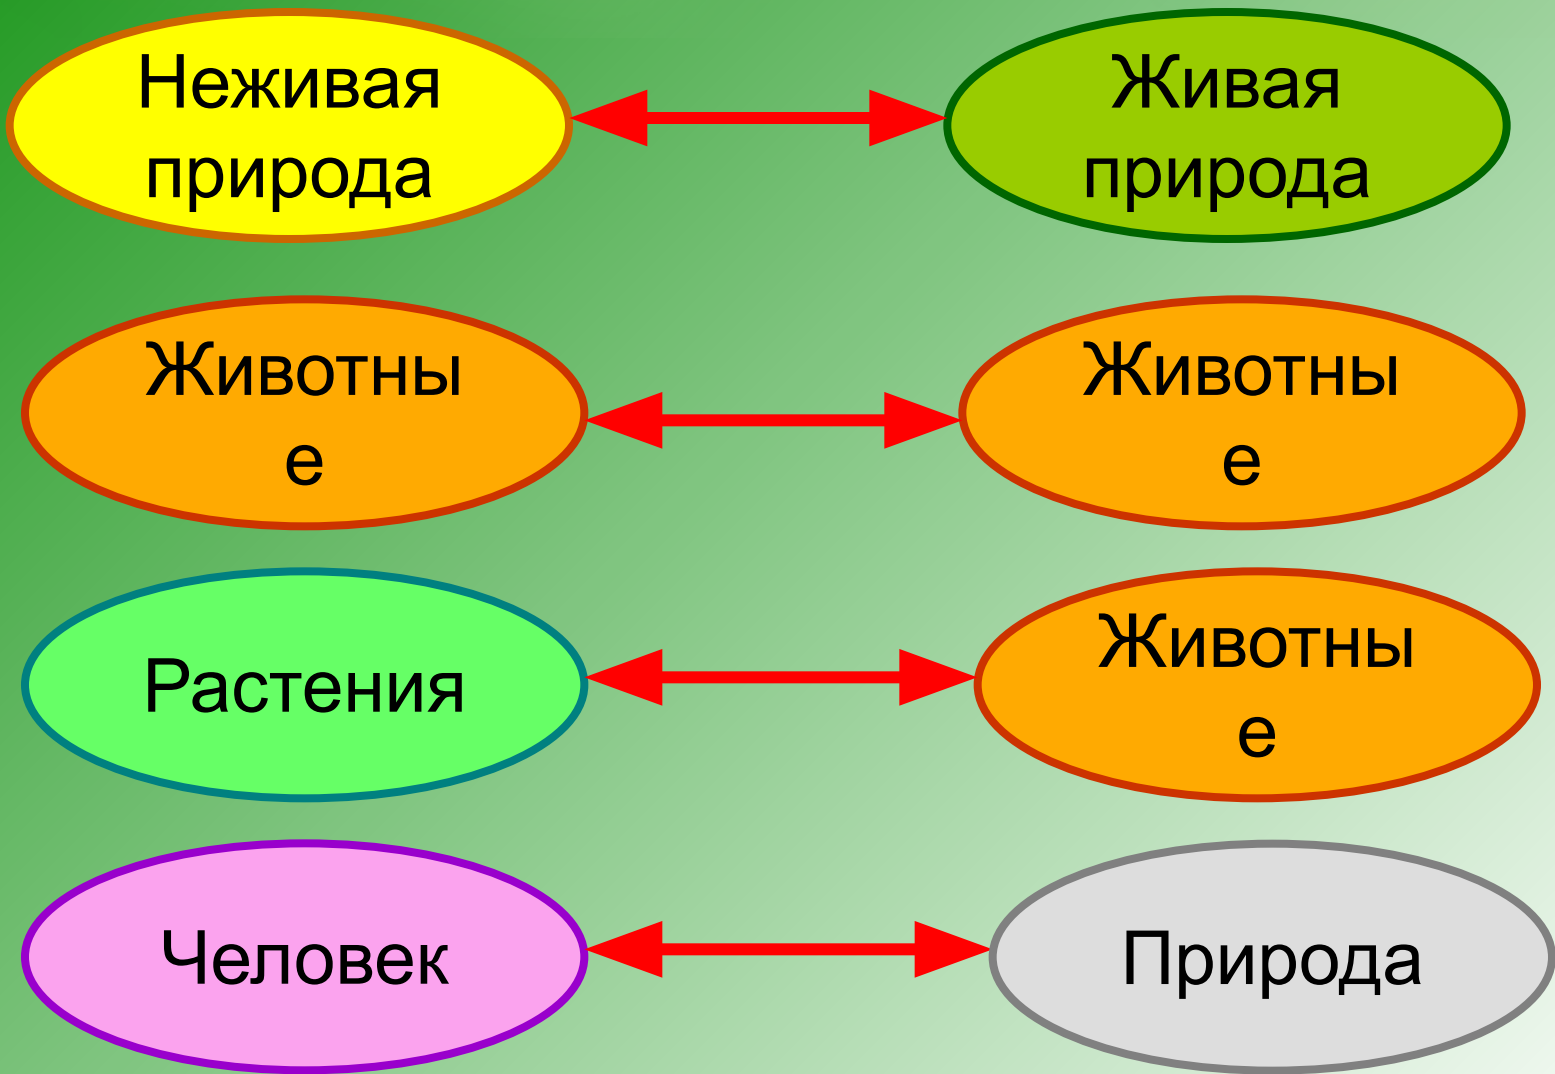 Неживая
природа
Живая
природа
Животны
е
Животны
е
Растения
Животны
е
Человек
Природа